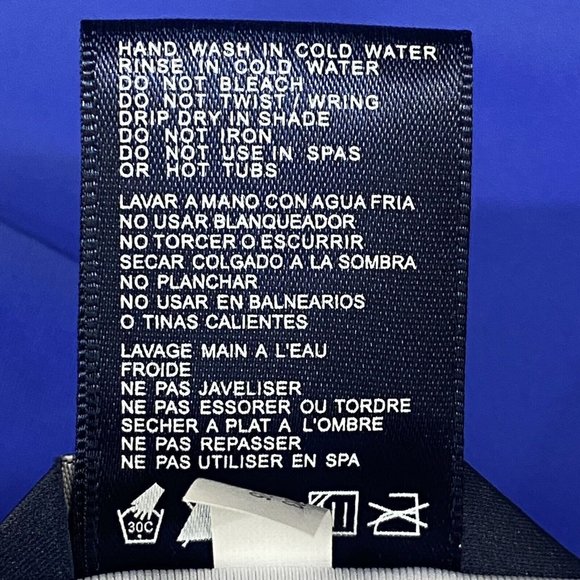 HAND WASH IN COLD WATER
RINSE IN COLD WATER
DO NOT BLEACH
DO NOT TWIST / WRING
DRIP DRY IN SHADE
DO NOT IRON
DO NOT USE IN SPAS
OR HOT TUBS
LAVAR A MANO CON AGUA FRIA
NO USAR BLANQUEADOR
NO TORCER O ESCURRIR
SECAR COLGADO A LA SOMBRA
NO PLANCHAR
NO USAR EN BALNEARIOS
O TINAS CALIENTES
LAVAGE MAIN A L'EAU
FROIDE
NE PAS JAVELISER
NE PAS ESSORER OU TORDRE
SECHER A PLAT A L'OMBRE
NE PAS REPASSER
NE PAS UTILISER EN SPA
30C